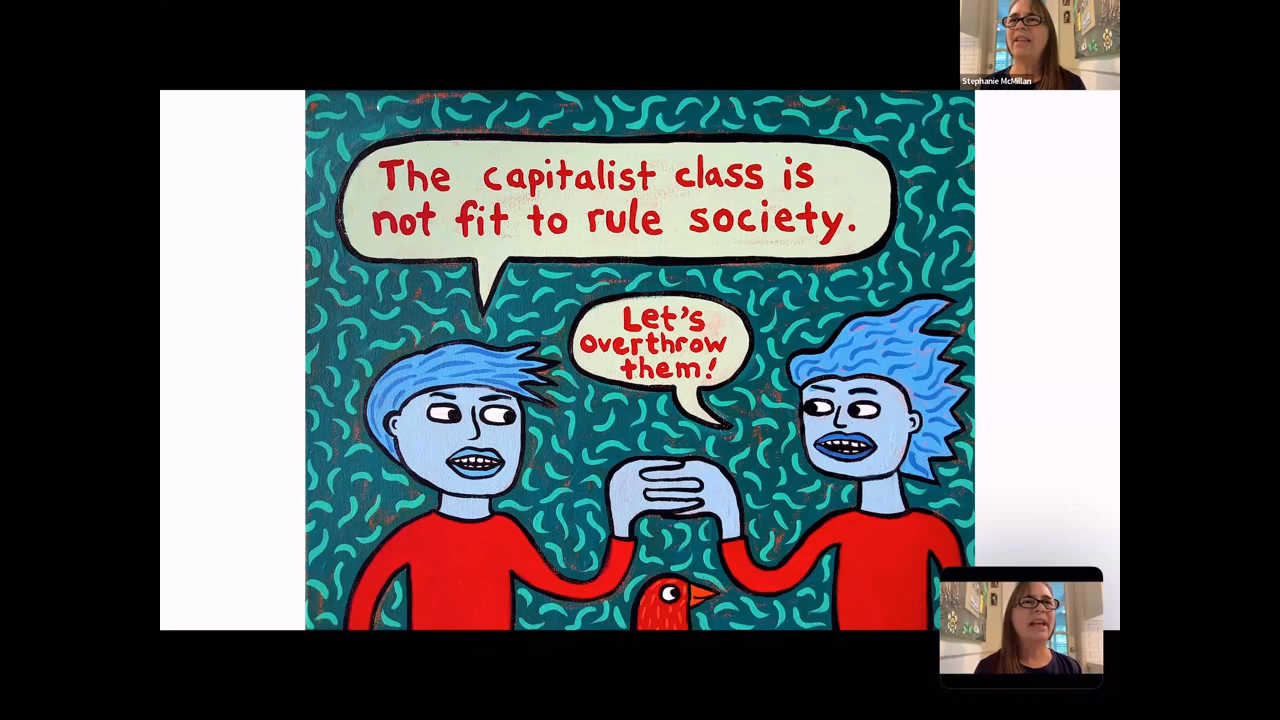 Stephanie McMillan
The capitalist class is
not fit to rule society.
Let's
overthrow
them!